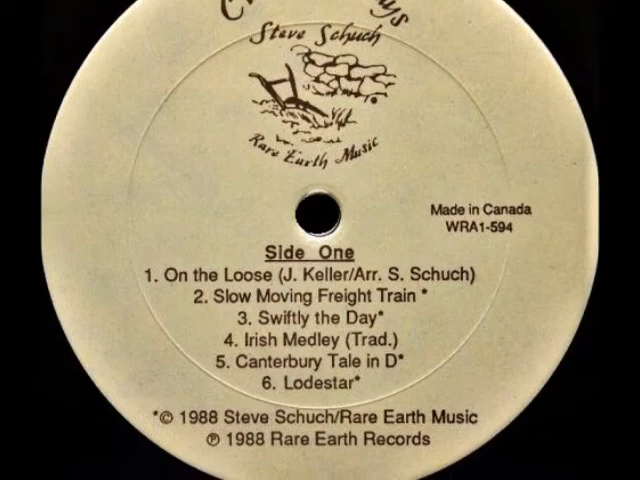 Steve Schuch
Rare Earth Music
Made in Canada
WRA1-594
Side One
1. On the Loose (J. Keller/Arr. S. Schuch)
2. Slow Moving Freight Train *
3. Swiftly the Day*
4. Irish Medley (Trad.)
5. Canterbury Tale in D*
6. Lodestar*
*© 1988 Steve Schuch/Rare Earth Music
℗ 1988 Rare Earth Records